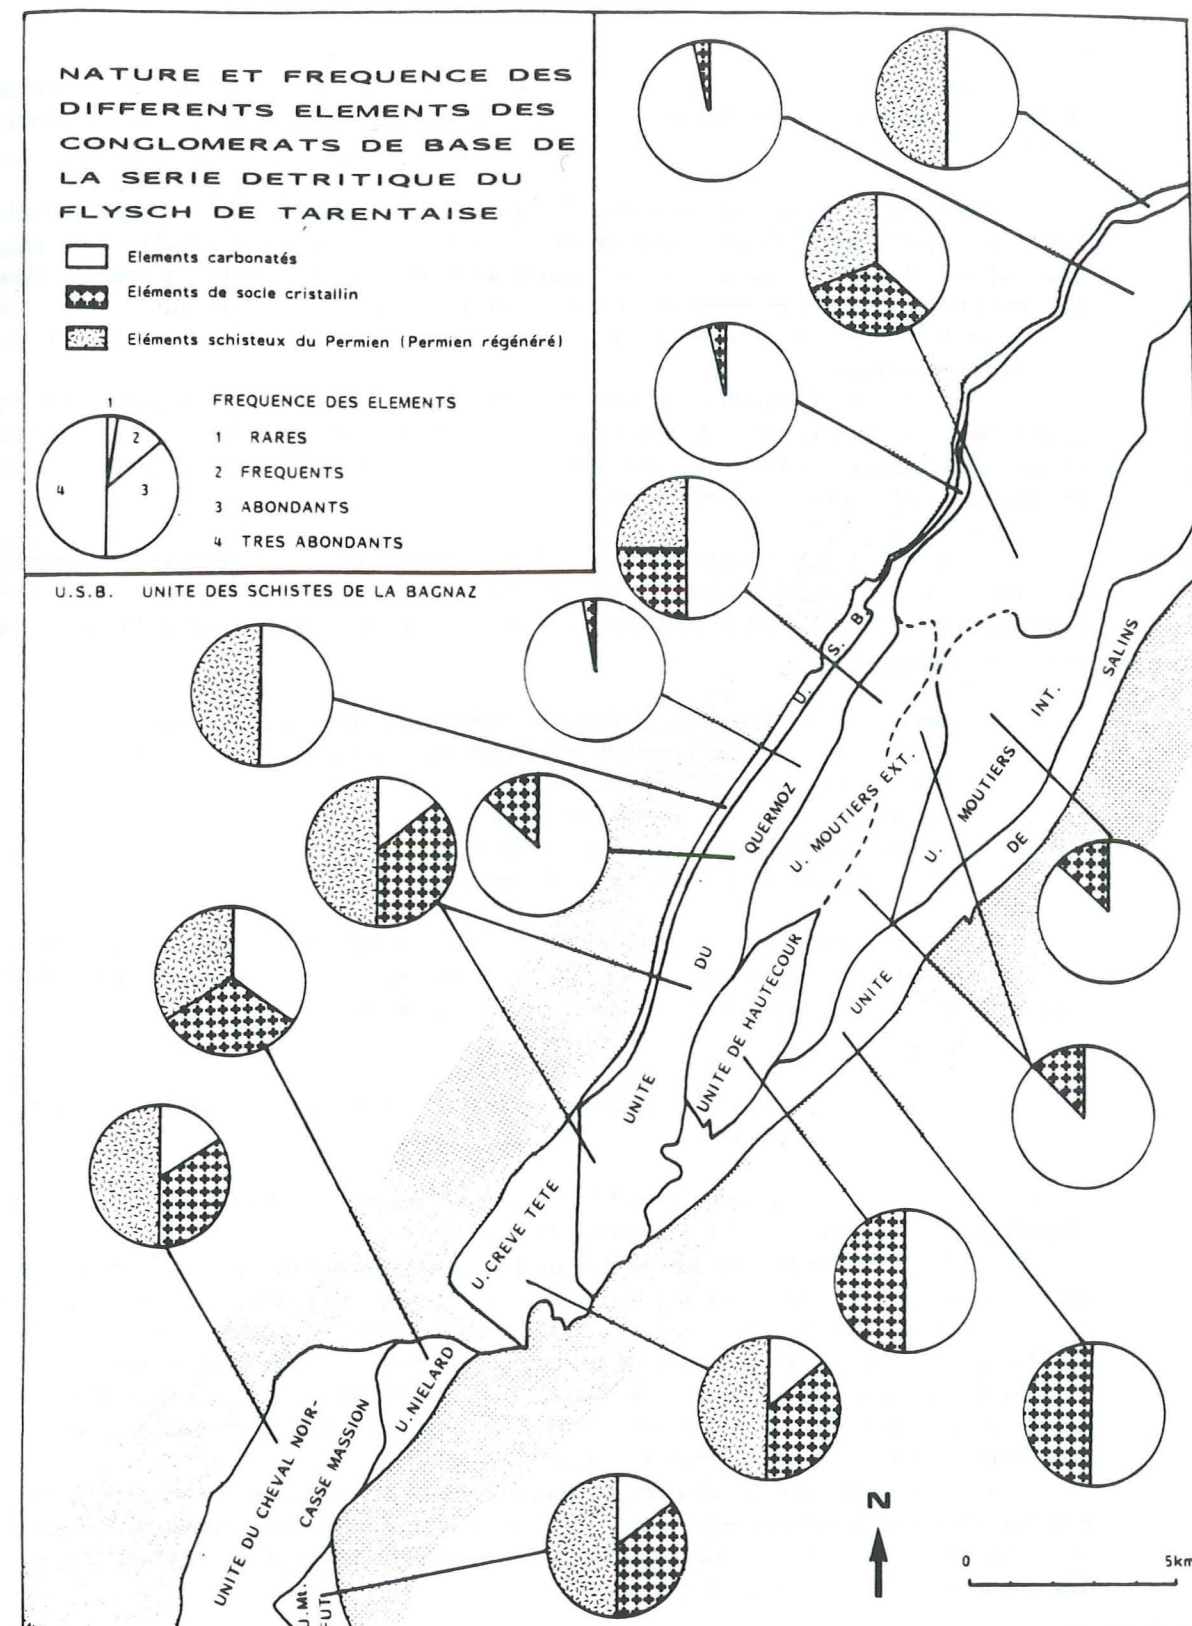 NATURE ET FREQUENCE DES
DIFFERENTS ELEMENTS DES
CONGLOMERATS DE BASE DE
LA SERIE DETRITIQUE DU
FLYSCH DE TARENTAISE
Elements carbonatés
Eléments de socle cristallin
Eléments schisteux du Permien (Permien régénéré)
FREQUENCE DES ELEMENTS
1 RARES
2 FREQUENTS
3 ABONDANTS
4 TRES ABONDANTS
1
2
3
4
U.S.B. UNITE DES SCHISTES DE LA BAGNAZ
U. S. B.
UNITE DU QUERMOZ
U. MOUTIERS EXT.
U. MOUTIERS INT.
UNITE DE SALINS
UNITE DE HAUTECOUR
U. CREVE TETE
U. NIELARD
UNITE DU CHEVAL NOIR-
CASSE MASSION
U. Mt.
FUT
N
0 5km